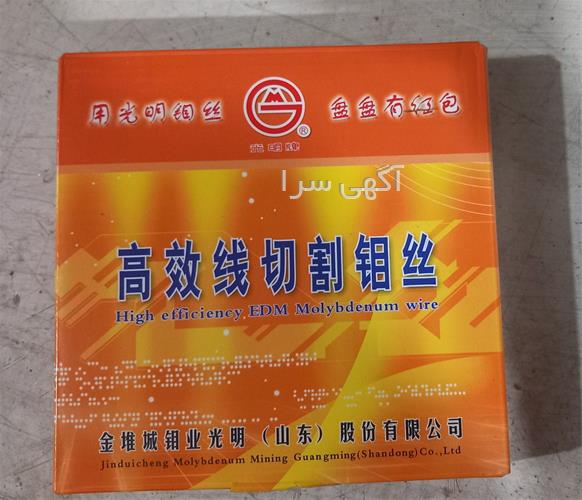 用光明钼丝 盘盘有红包
光明牌
آگهی سرا
高效线切割钼丝
High efficiency EDM Molybdenum wire
金堆城钼业光明（山东）股份有限公司
Jinduicheng Molybdenum Mining Guangming(Shandong)Co.,Ltd